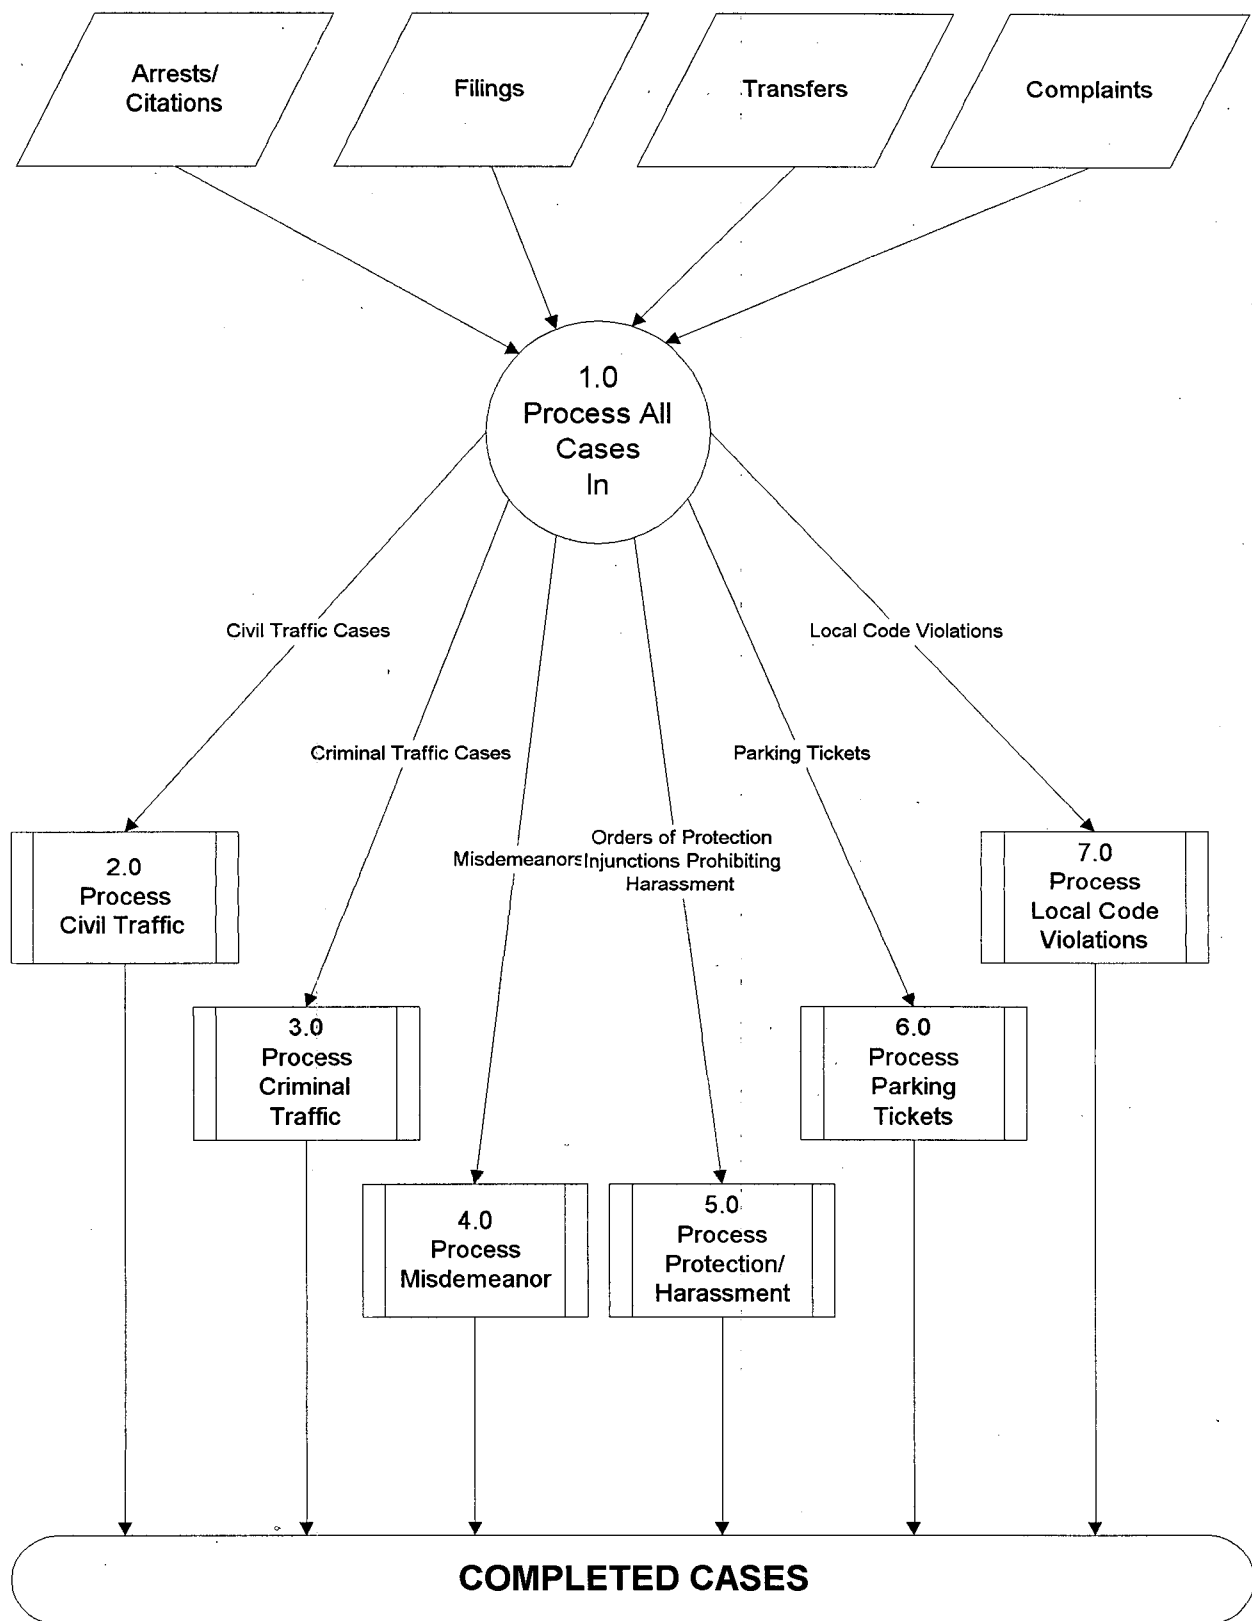 Arrests/
Citations
Filings
Transfers
Complaints
1.0
Process All
Cases
In
Civil Traffic Cases
Local Code Violations
Criminal Traffic Cases
Parking Tickets
Misdemeanors
Orders of Protection
Injunctions Prohibiting
Harassment
2.0
Process
Civil Traffic
7.0
Process
Local Code
Violations
3.0
Process
Criminal
Traffic
6.0
Process
Parking
Tickets
4.0
Process
Misdemeanor
5.0
Process
Protection/
Harassment
COMPLETED CASES